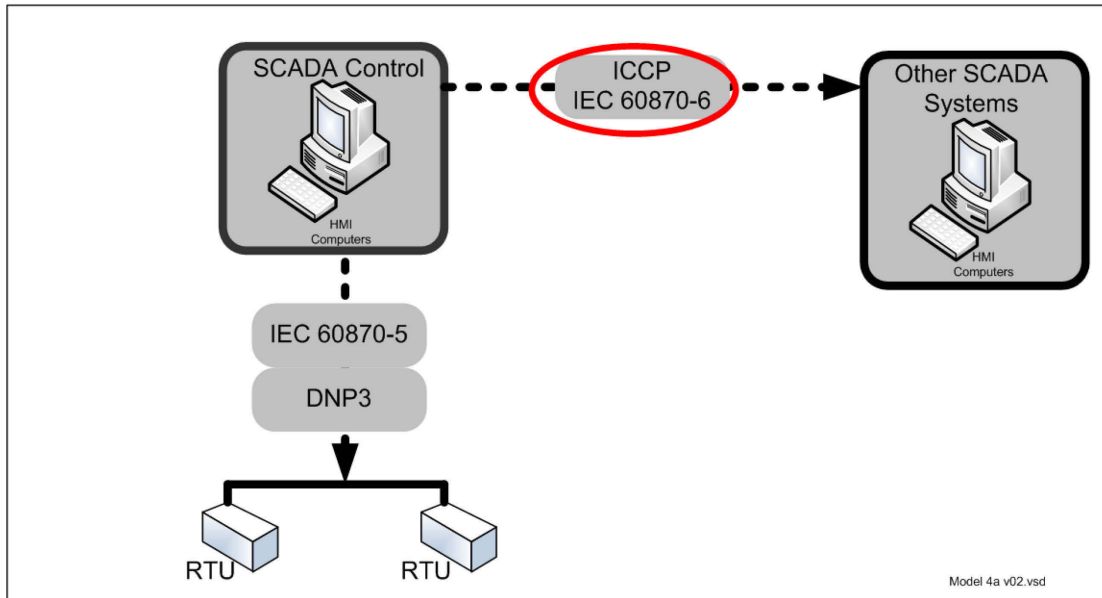 SCADA Control
HMI
Computers
ICCP
IEC 60870-6
Other SCADA
Systems
HMI
Computers
IEC 60870-5
DNP3
RTU
RTU
Model 4a v02.vsd